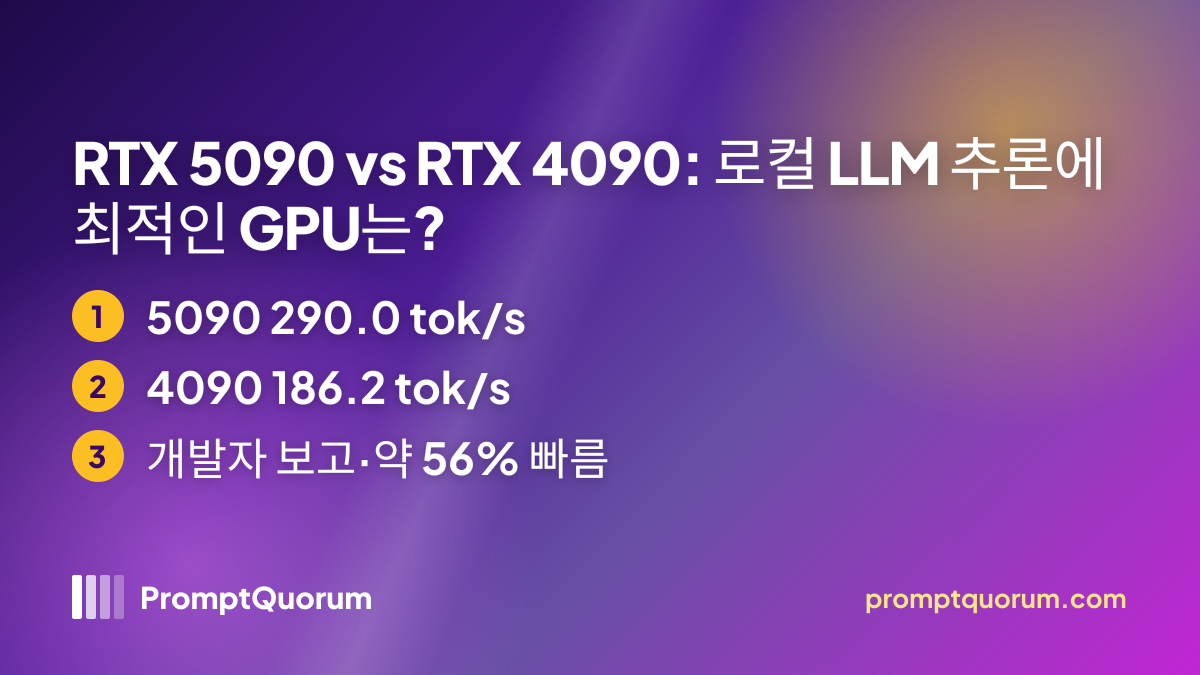 RTX 5090 vs RTX 4090: 로컬 LLM 추론에
최적인 GPU는?
1 5090 290.0 tok/s
2 4090 186.2 tok/s
3 개발자 보고·약 56% 빠름
PromptQuorum
promptquorum.com